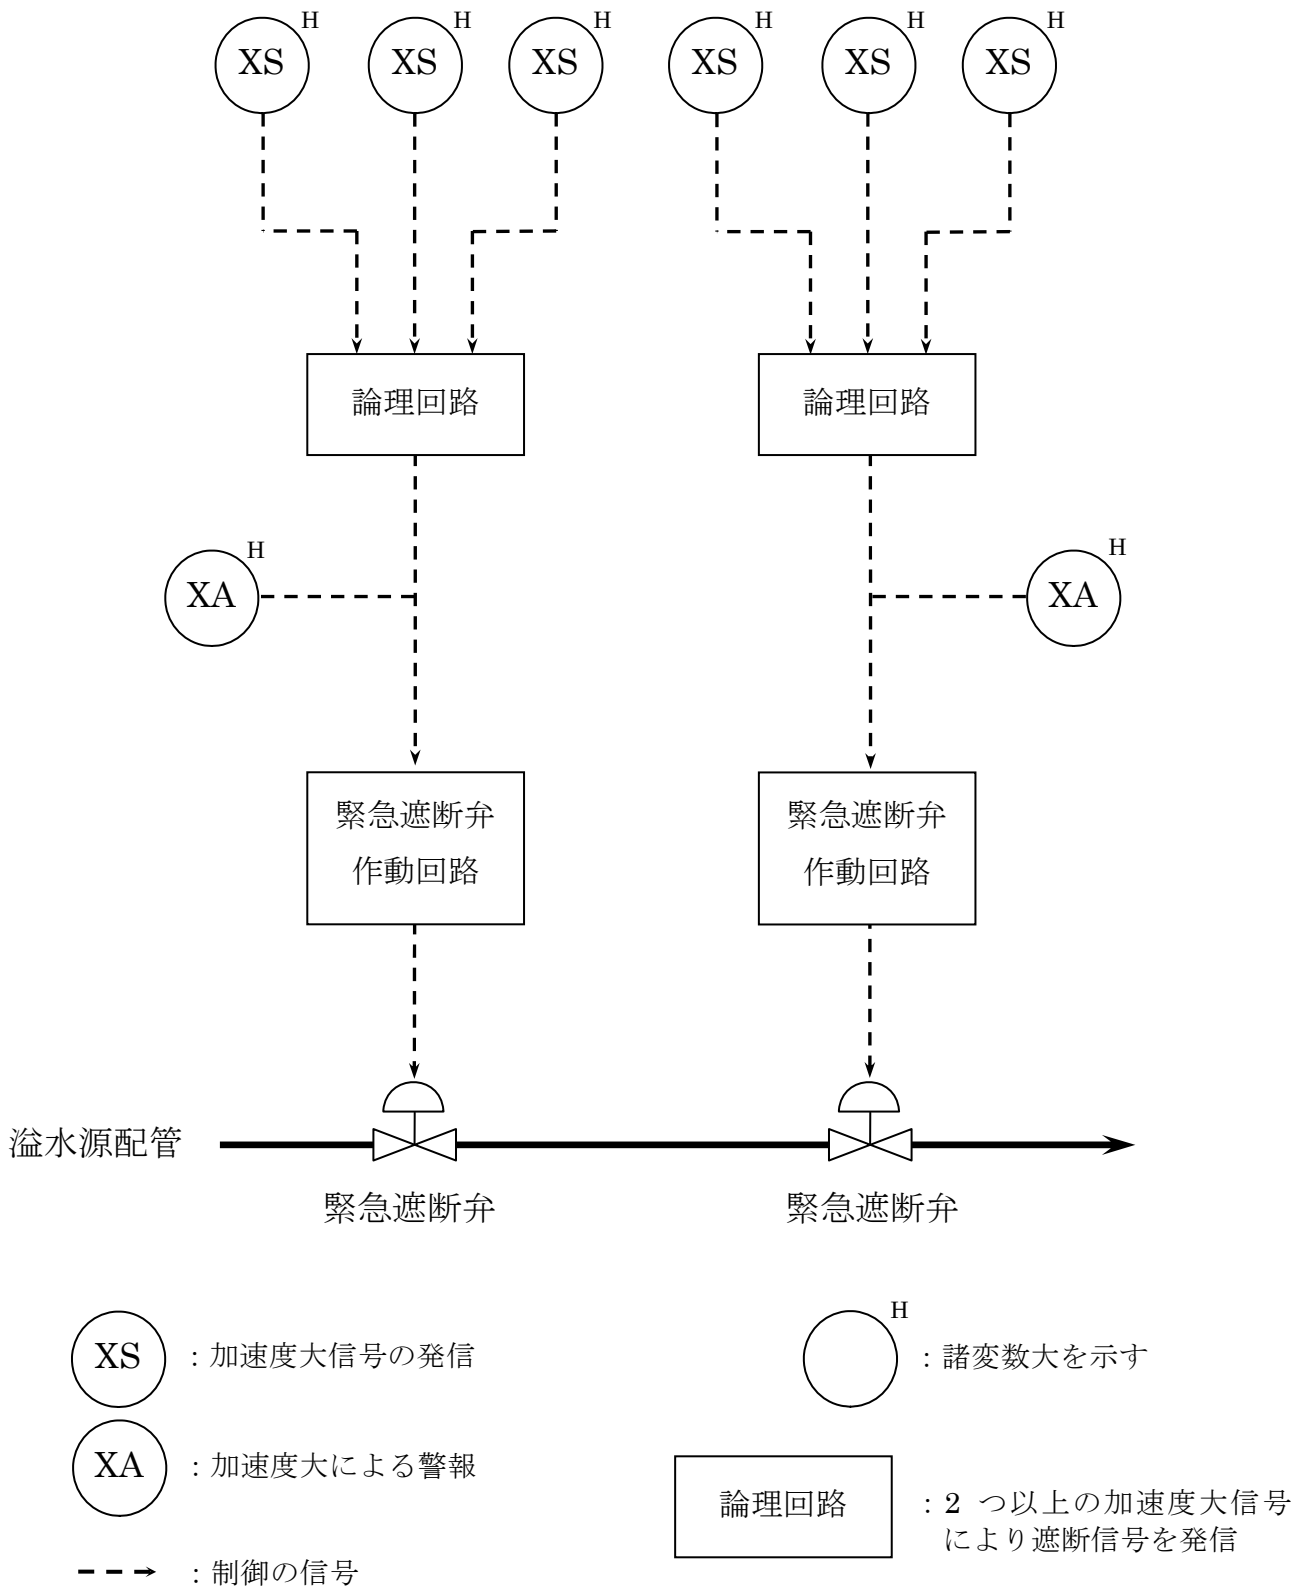 H H H H H H
XS XS XS XS XS XS
論理回路 論理回路
H H
XA XA
緊急遮断弁 緊急遮断弁
作動回路 作動回路
溢水源配管
緊急遮断弁 緊急遮断弁
XS : 加速度大信号の発信
H
: 諸変数大を示す
XA : 加速度大による警報
論理回路 : 2 つ以上の加速度大信号
により遮断信号を発信
: 制御の信号